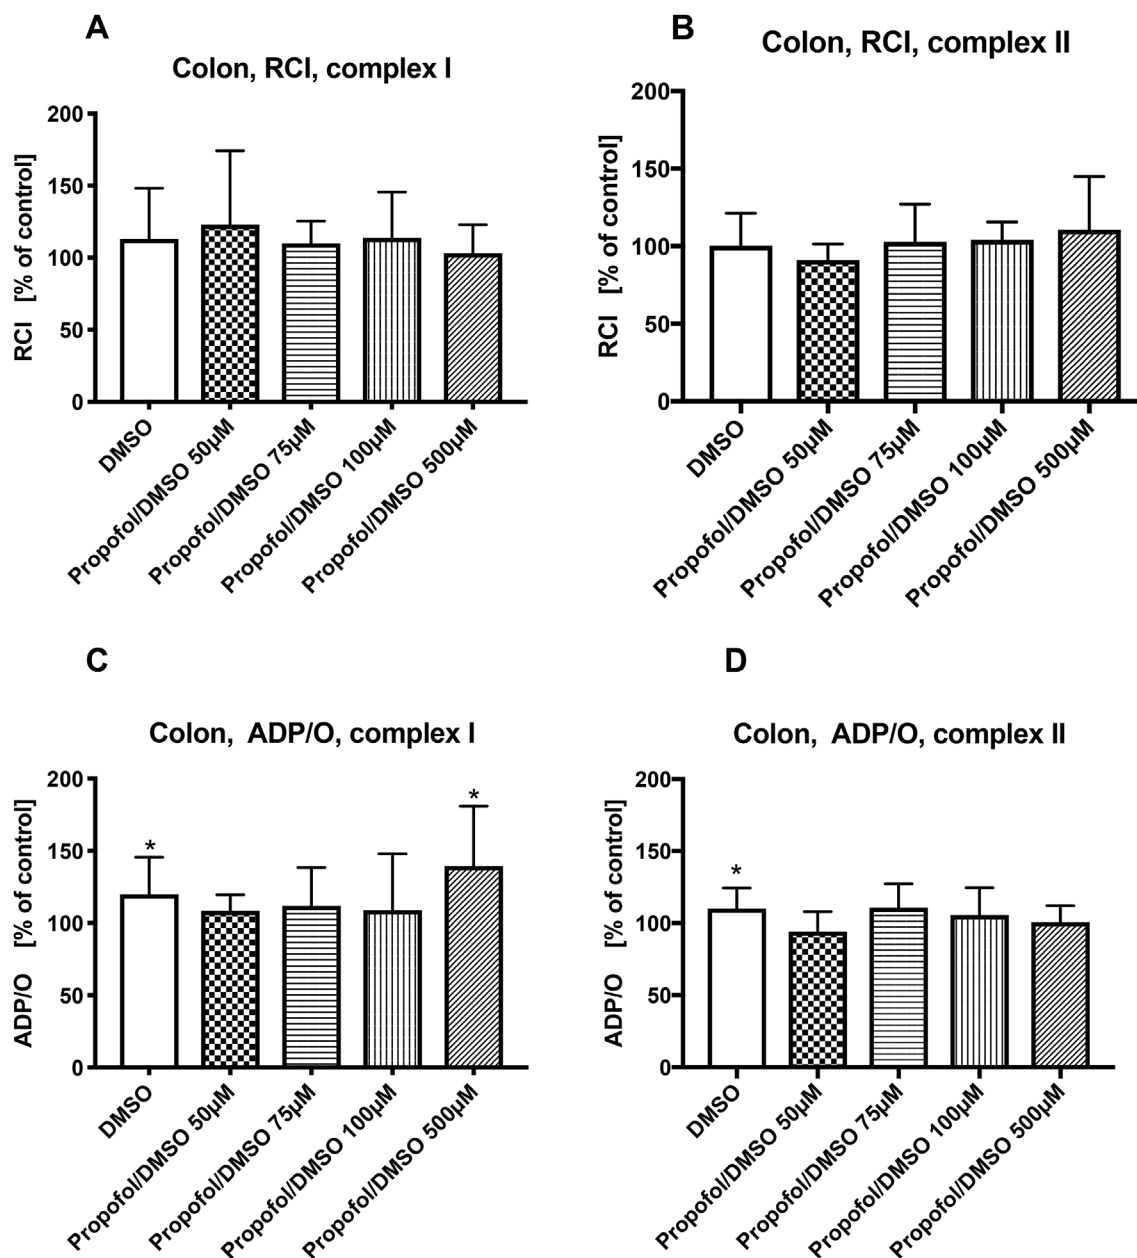 A
Colon, RCI, complex I
RCI [% of control]
200
150
100
50
0
DMSO
Propofol/DMSO 50µM
Propofol/DMSO 75µM
Propofol/DMSO 100µM
Propofol/DMSO 500µM
B
Colon, RCI, complex II
RCI [% of control]
200
150
100
50
0
DMSO
Propofol/DMSO 50µM
Propofol/DMSO 75µM
Propofol/DMSO 100µM
Propofol/DMSO 500µM
C
Colon, ADP/O, complex I
ADP/O [% of control]
200
150
100
50
0
*
*
DMSO
Propofol/DMSO 50µM
Propofol/DMSO 75µM
Propofol/DMSO 100µM
Propofol/DMSO 500µM
D
Colon, ADP/O, complex II
ADP/O [% of control]
200
150
100
50
0
*
DMSO
Propofol/DMSO 50µM
Propofol/DMSO 75µM
Propofol/DMSO 100µM
Propofol/DMSO 500µM